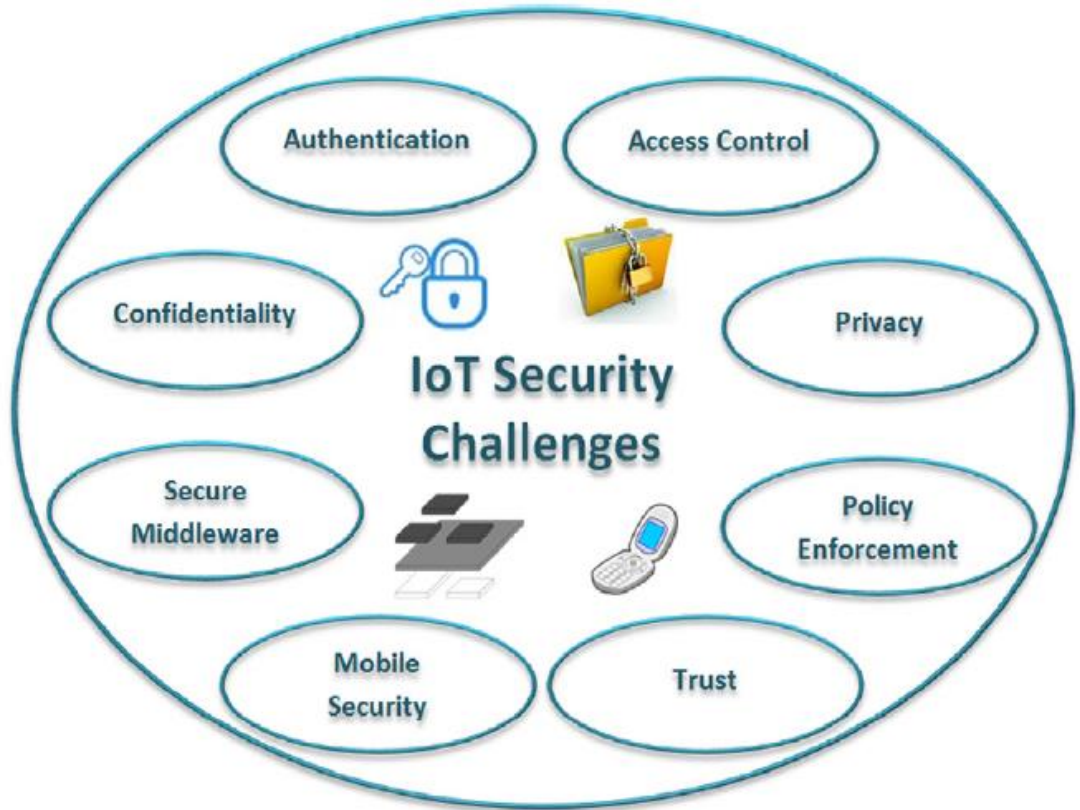 Authentication
Access Control
Confidentiality
Privacy
IoT Security
Challenges
Secure
Middleware
Policy
Enforcement
Mobile
Security
Trust